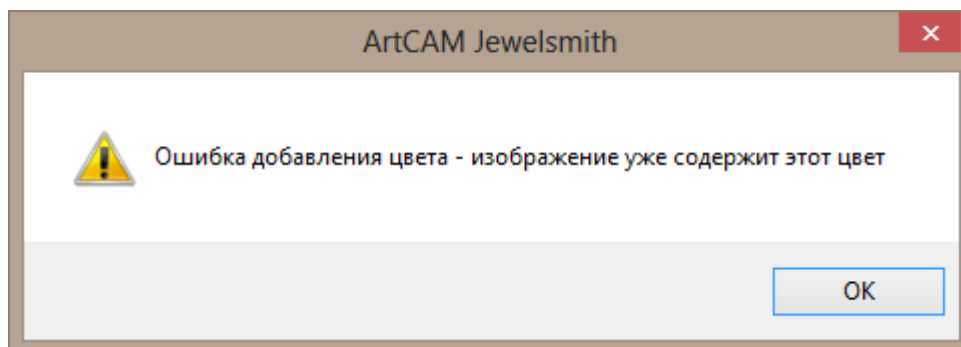 ArtCAM Jewelsmith
Ошибка добавления цвета - изображение уже содержит этот цвет
OK